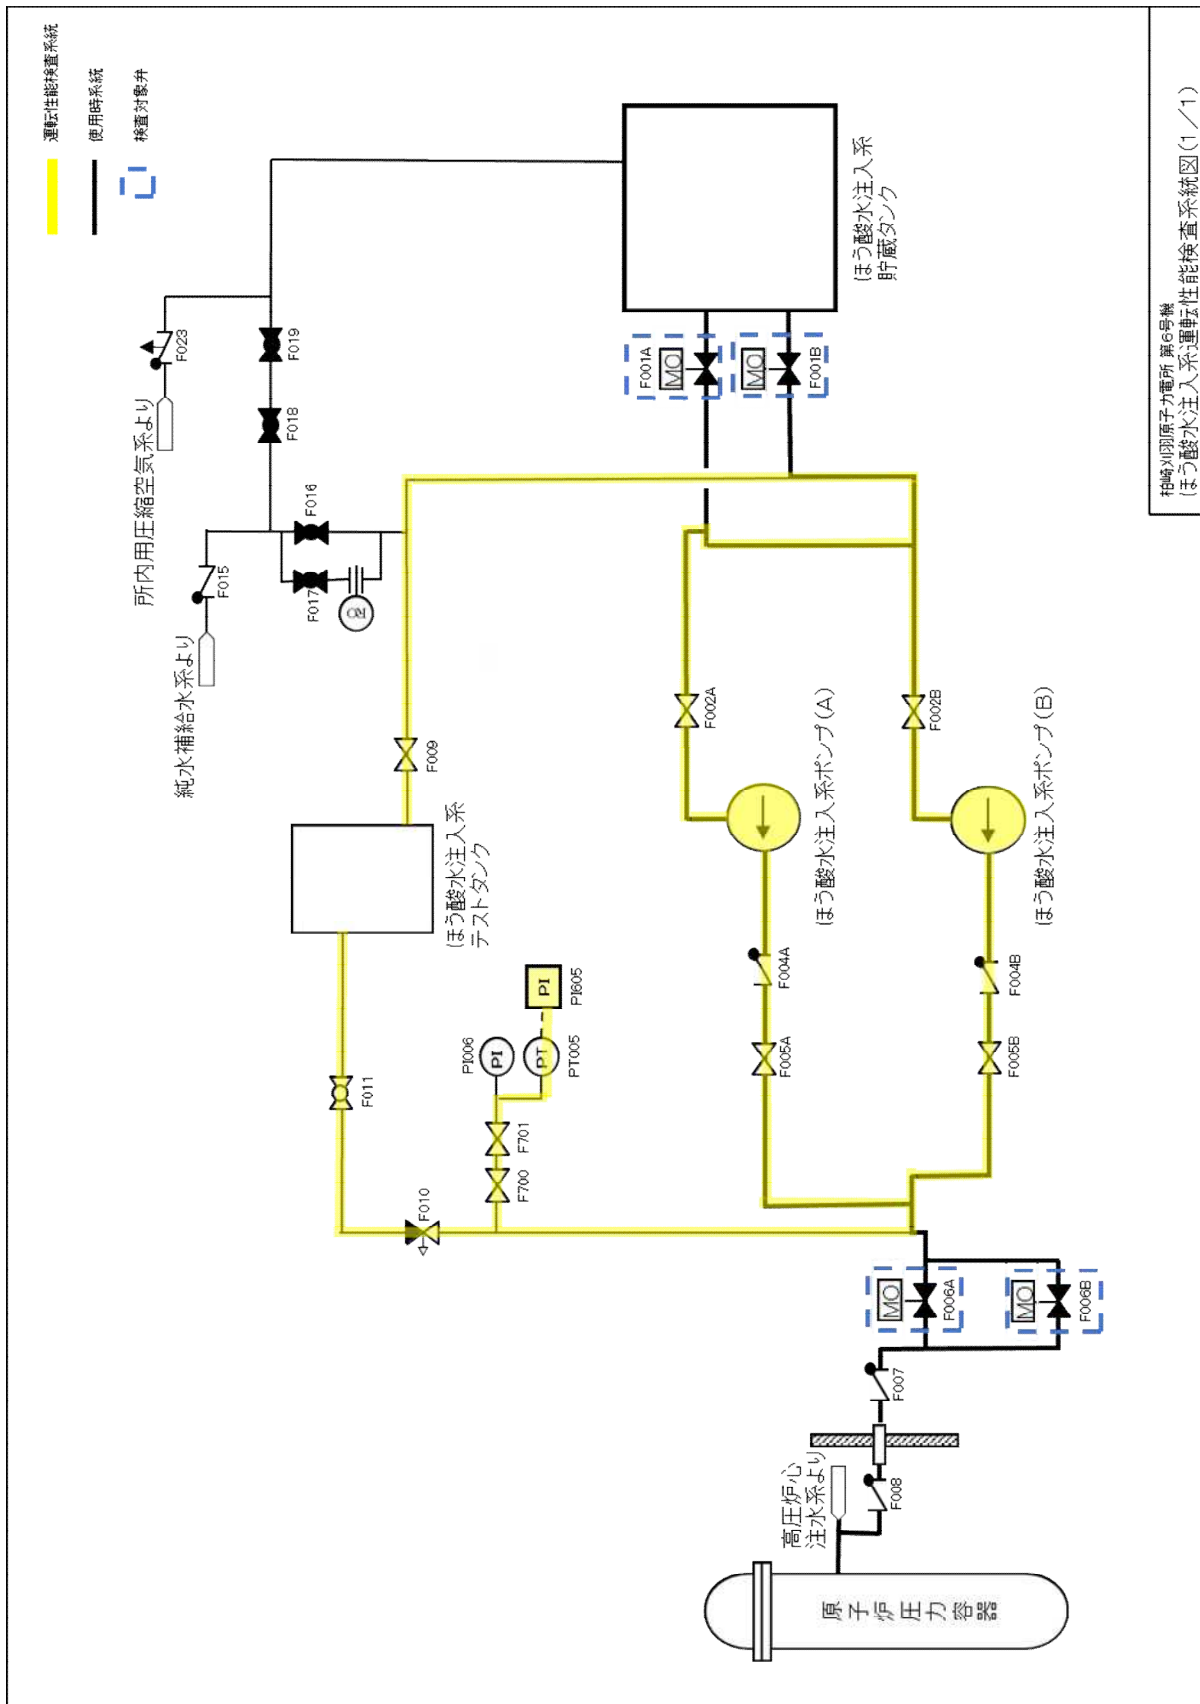 運転性能検査系統
使用時系統
検査対象弁
所内用圧縮空気系より
F023
純水補給水系より
F015
F016
F017
F018
F019
ほう酸水注入系
貯蔵タンク
MO
F001A
MO
F001B
F009
ほう酸水注入系
テストタンク
F011
F010
PI
PI006
PT
PT005
PI
PI605
F701
F700
F002A
F002B
ほう酸水注入系ポンプ(A)
ほう酸水注入系ポンプ(B)
F004A
F004B
F005A
F005B
MO
F006A
MO
F006B
F007
F008
高圧炉心
注水系より
原子炉圧力容器
柏崎刈羽原子力発電所 第6号機
ほう酸水注入系運転性能検査系統図(1/1)